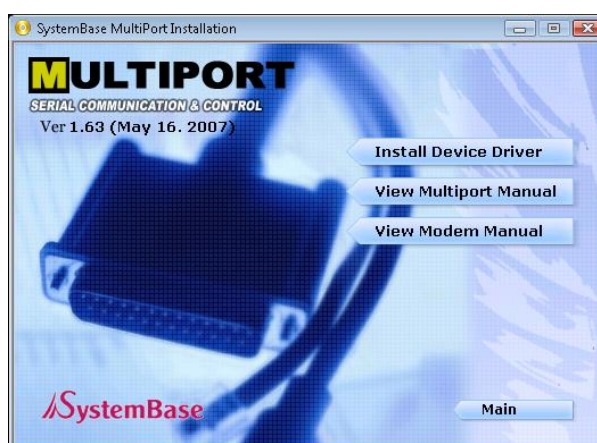 SystemBase MultiPort Installation
MULTIPORT
SERIAL COMMUNICATION & CONTROL
Ver 1.63 (May 16. 2007)
Install Device Driver
View Multiport Manual
View Modem Manual
SystemBase
Main